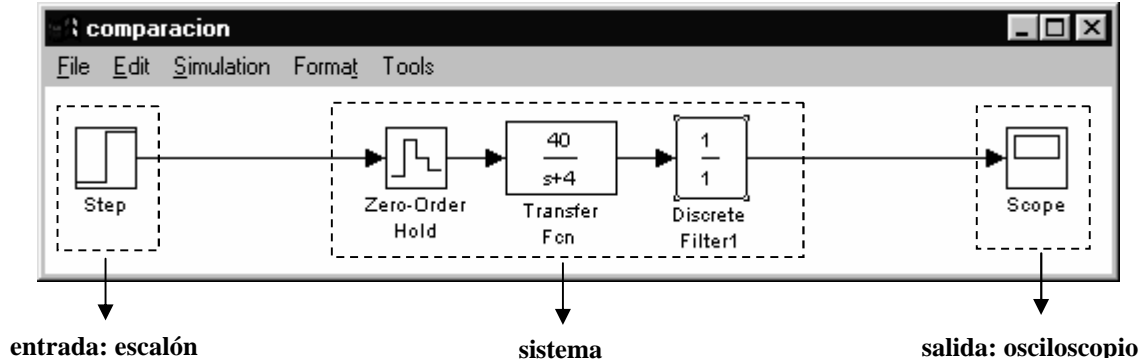 comparacion
File Edit Simulation Format Tools
Step
Zero-Order
Hold
40
s+4
Transfer
Fcn
1
1
Discrete
Filter1
Scope
entrada: escalón
sistema
salida: osciloscopio